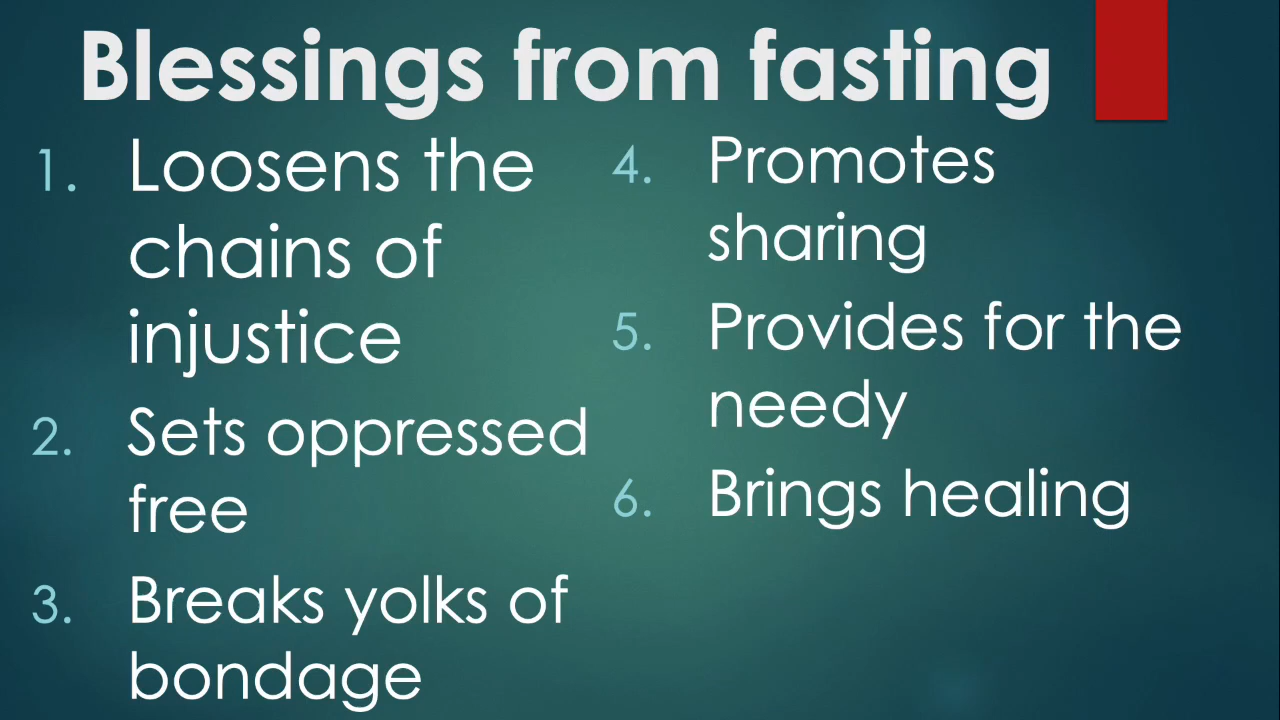 Blessings from fasting
1. Loosens the
chains of
injustice
2. Sets oppressed
free
3. Breaks yolks of
bondage
4. Promotes
sharing
5. Provides for the
needy
6. Brings healing